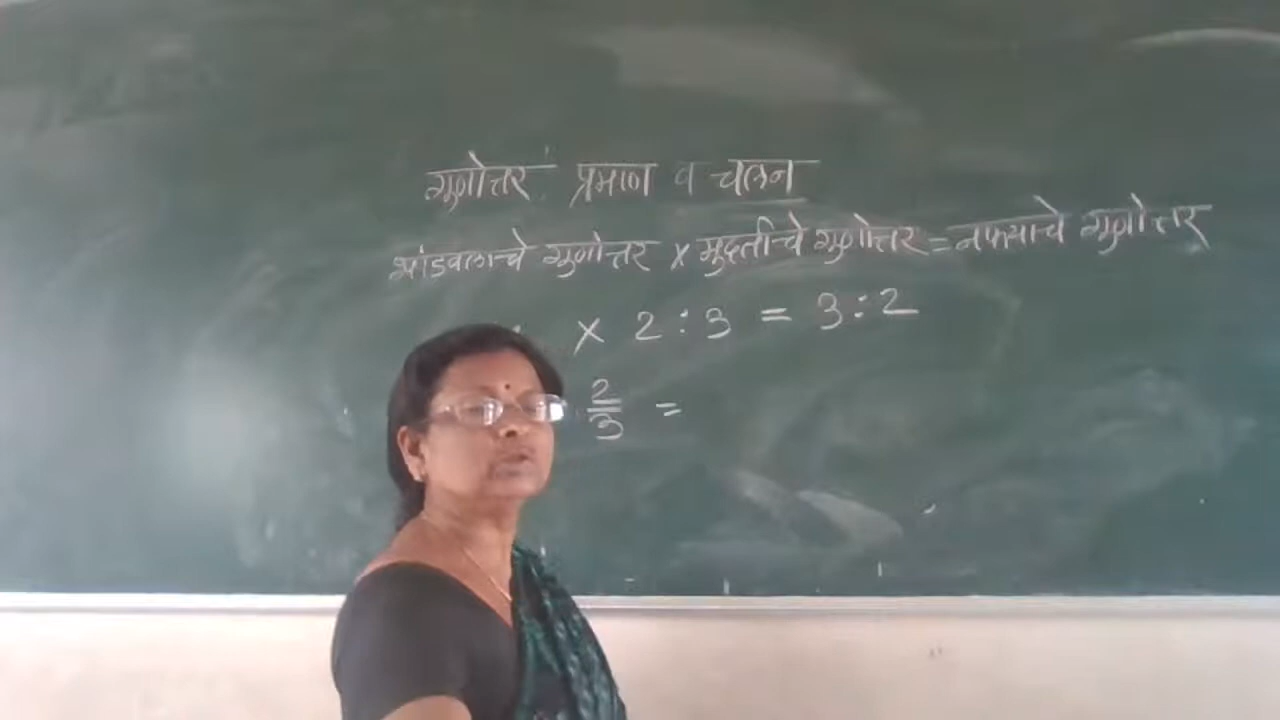 गुणोत्तर प्रमाण व चलन
भांडवलाचे गुणोत्तर × मुदतीचे गुणोत्तर = नफ्याचे गुणोत्तर
× 2 : 3 = 3 : 2
2/3 =